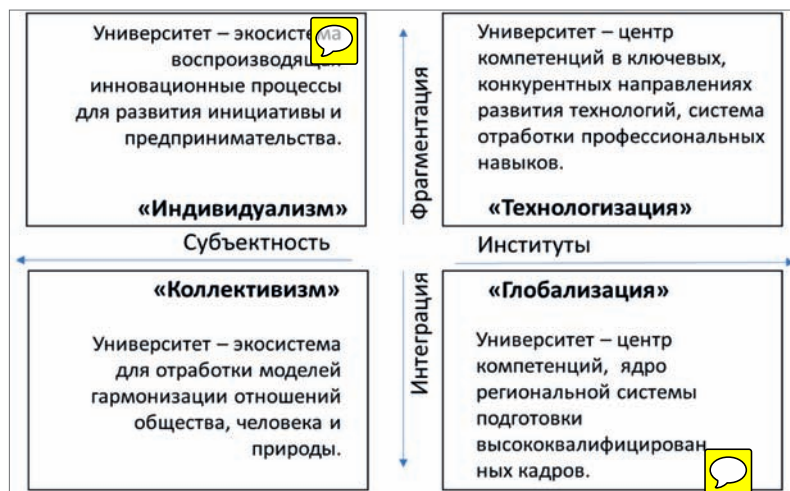 Университет – экосистема
воспроизводящая
инновационные процессы
для развития инициативы и
предпринимательства.
«Индивидуализм»
Фрагментация
Университет – центр
компетенций в ключевых,
конкурентных направлениях
развития технологий, система
отработки профессиональных
навыков.
«Технологизация»
Субъектность
Институты
«Коллективизм»
Университет – экосистема
для отработки моделей
гармонизации отношений
общества, человека и
природы.
Интеграция
«Глобализация»
Университет – центр
компетенций, ядро
региональной системы
подготовки
высококвалифицирован
ных кадров.